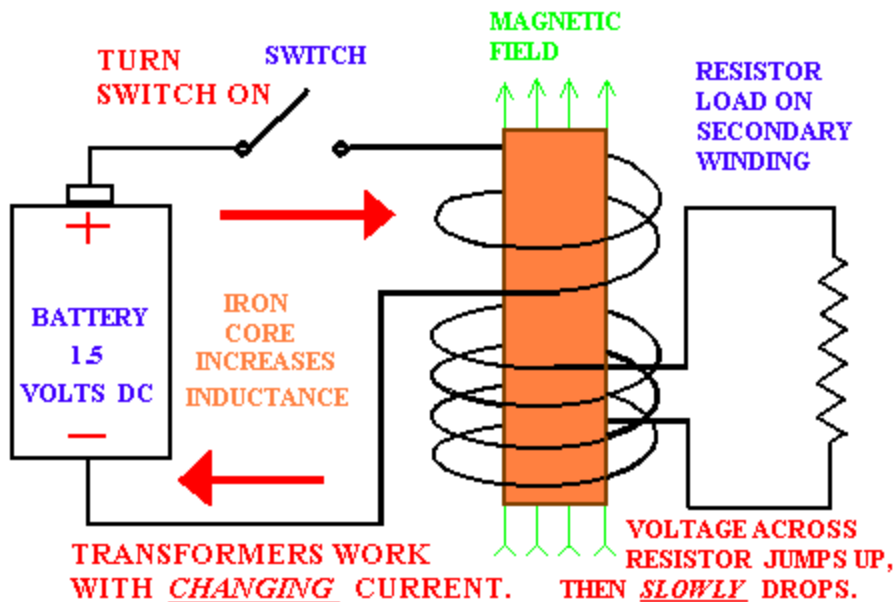 MAGNETIC
FIELD
TURN
SWITCH ON
SWITCH
RESISTOR
LOAD ON
SECONDARY
WINDING
+
BATTERY
1.5
VOLTS DC
−
IRON
CORE
INCREASES
INDUCTANCE
TRANSFORMERS WORK
WITH CHANGING CURRENT.
VOLTAGE ACROSS
RESISTOR JUMPS UP,
THEN SLOWLY DROPS.